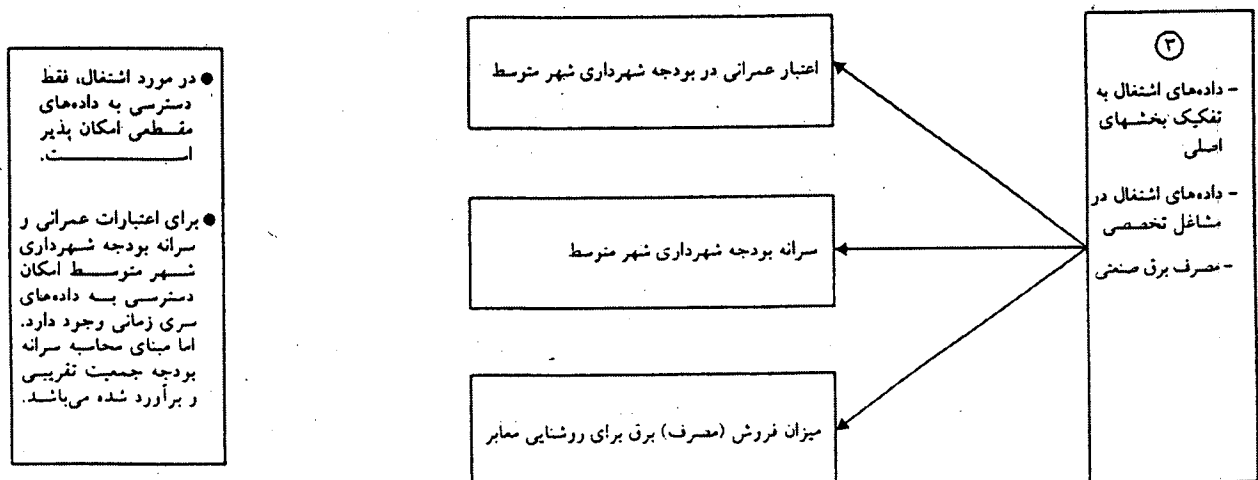 ۳
- داده‌های اشتغال به
تفکیک بخشهای
اصلی
- داده‌های اشتغال در
مشاغل تخصصی
- مصرف برق صنعتی
اعتبار عمرانی در بودجه شهرداری شهر متوسط
سرانه بودجه شهرداری شهر متوسط
میزان فروش (مصرف) برق برای روشنایی معابر
● در مورد اشتغال، فقط
دسترسی به داده‌های
مقطعی امکان پذیر
است.
● برای اعتبارات عمرانی و
سرانه بودجه شهرداری
شهر متوسط امکان
دسترسی به داده‌های
سری زمانی وجود دارد.
اما مبنای محاسبه سرانه
بودجه جمعیت تقریبی
و برآورد شده می‌باشد.